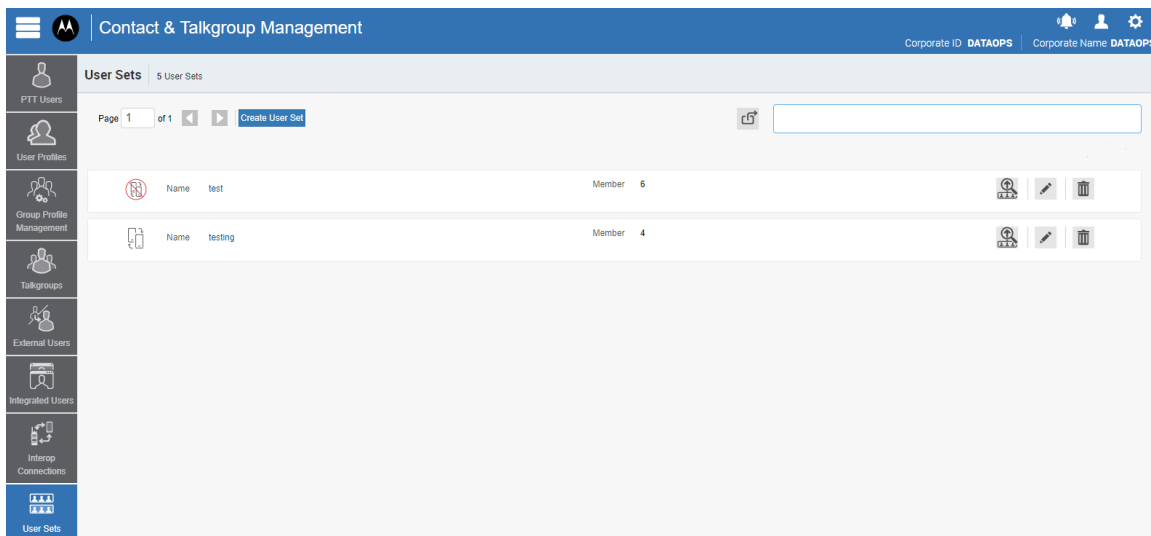 Contact & Talkgroup Management
Corporate ID DATAOPS Corporate Name DATAOPS
PTT Users
User Profiles
Group Profile
Management
Talkgroups
External Users
Integrated Users
Interop
Connections
User Sets
User Sets 5 User Sets
Page 1 of 1 Create User Set
Name test Member 6
Name testing Member 4